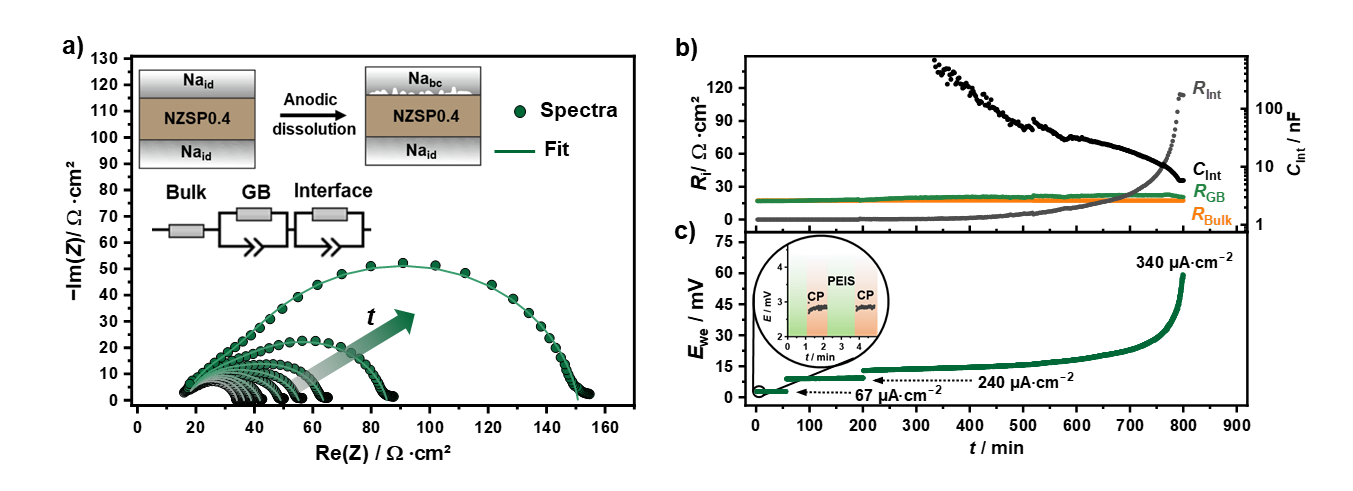 a)
130
120
110
100
90
80
70
60
50
40
30
20
10
0
−Im(Z)/ Ω ·cm²
0 20 40 60 80 100 120 140 160
Re(Z) / Ω ·cm²
Na_id
NZSP0.4
Na_id
Anodic
dissolution
Na_bc
NZSP0.4
Na_id
Spectra
Fit
Bulk GB Interface
t
b)
120
90
60
30
0
R_i/ Ω ·cm²
R_Int
C_Int
R_GB
R_Bulk
100
10
1
C_Int / nF
c)
75
60
45
30
15
0
E_we / mV
340 μA·cm⁻²
240 μA·cm⁻²
67 μA·cm⁻²
4
3
2
E / mV
CP PEIS CP
0 1 2 3 4
t / min
0 100 200 300 400 500 600 700 800 900
t / min